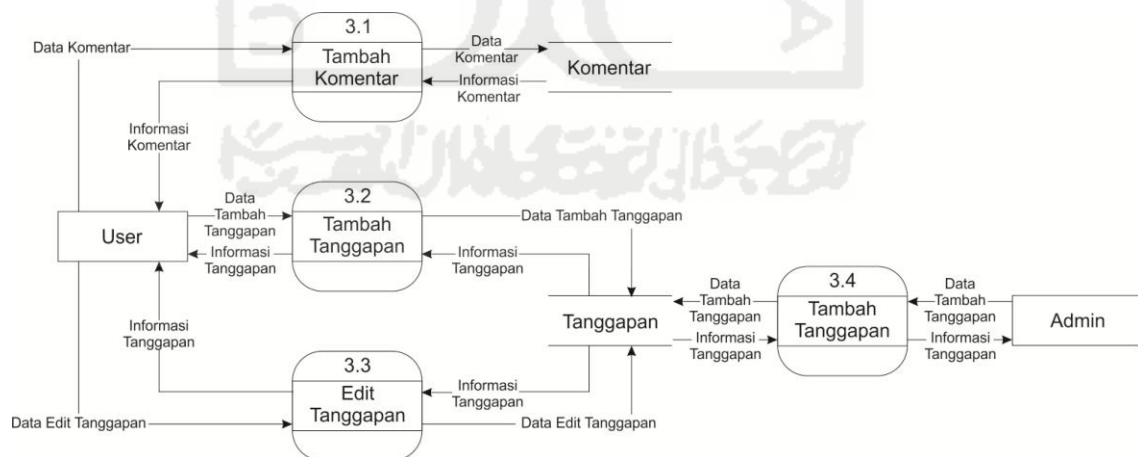 3.1
Data Komentar
Tambah
Komentar
Data
Komentar
Informasi
Komentar
Komentar
Informasi
Komentar
3.2
Data
Tambah
Tanggapan
Tambah
Tanggapan
Data Tambah Tanggapan
User
Informasi
Tanggapan
Informasi
Tanggapan
3.4
Data
Tambah
Tanggapan
Tambah
Tanggapan
Data
Tambah
Tanggapan
Tanggapan
Admin
Informasi
Tanggapan
Informasi
Tanggapan
Informasi
Tanggapan
3.3
Edit
Tanggapan
Informasi
Tanggapan
Data Edit Tanggapan
Data Edit Tanggapan